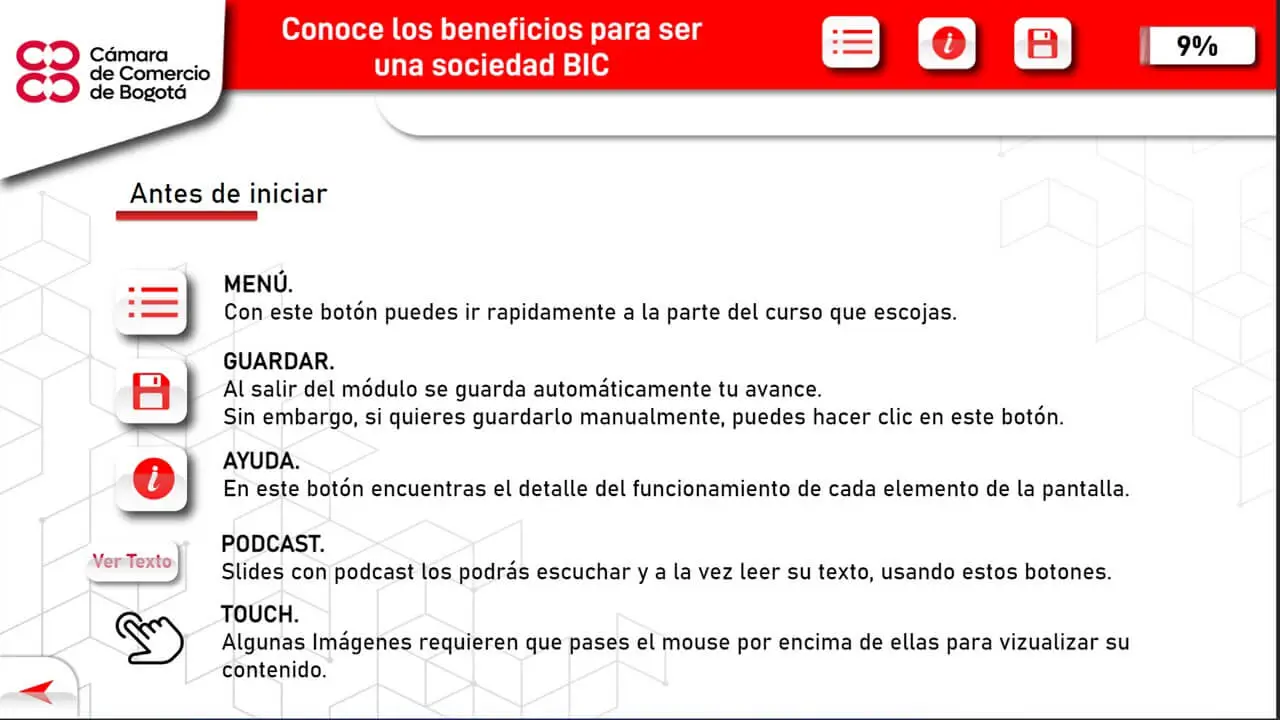 Conoce los beneficios para ser
una sociedad BIC
9%
Cámara
de Comercio
de Bogotá
Antes de iniciar
MENÚ.
Con este botón puedes ir rapidamente a la parte del curso que escojas.
GUARDAR.
Al salir del módulo se guarda automáticamente tu avance.
Sin embargo, si quieres guardarlo manualmente, puedes hacer clic en este botón.
AYUDA.
En este botón encuentras el detalle del funcionamiento de cada elemento de la pantalla.
Ver Texto
PODCAST.
Slides con podcast los podrás escuchar y a la vez leer su texto, usando estos botones.
TOUCH.
Algunas Imágenes requieren que pases el mouse por encima de ellas para vizualizar su
contenido.